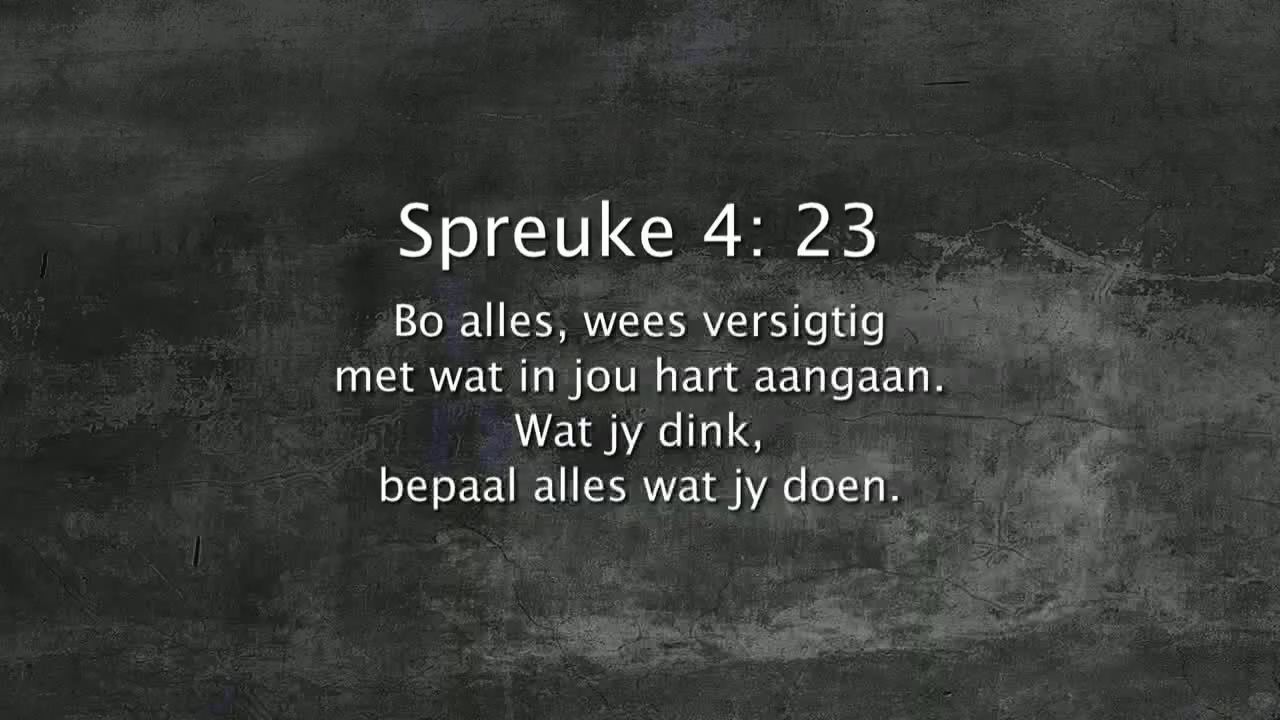 Spreuke 4: 23
Bo alles, wees versigtig
met wat in jou hart aangaan.
Wat jy dink,
bepaal alles wat jy doen.